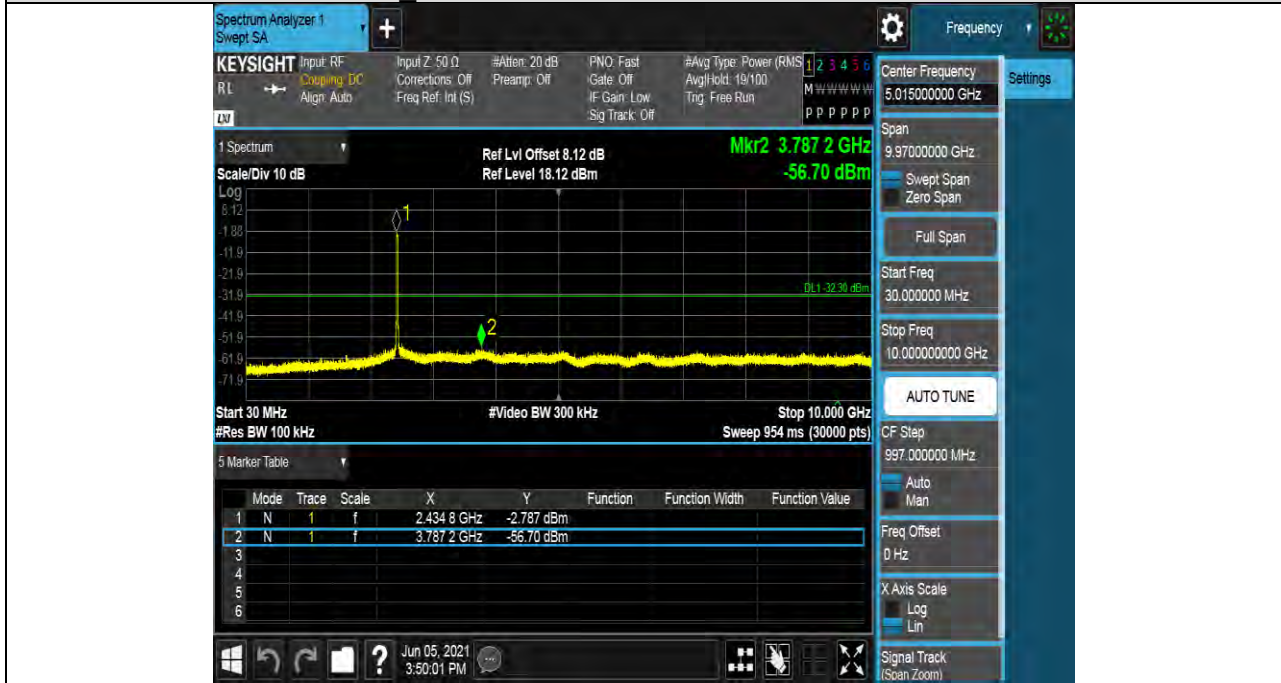 Spectrum Analyzer 1
Swept SA
+
Frequency
KEYSIGHT Input: RF Input Z: 50 Ω #Atten: 20 dB PNO: Fast #Avg Type: Power (RMS 1 2 3 4 5 6
RL Coupling: DC Corrections: Off Preamp: Off Gate: Off Avg|Hold: 19/100 M W W W W W
Align: Auto Freq Ref: Int (S) IF Gain: Low Trig: Free Run
LXI Sig Track: Off P P P P P P
1 Spectrum
Ref Lvl Offset 8.12 dB
Mkr2 3.787 2 GHz
Scale/Div 10 dB
Ref Level 18.12 dBm
-56.70 dBm
Log
8.12
-1.88
-11.9
-21.9
-31.9
-41.9
-51.9
-61.9
-71.9
1
2
DL1 -32.30 dBm
Start 30 MHz #Video BW 300 kHz Stop 10.000 GHz
#Res BW 100 kHz Sweep 954 ms (30000 pts)
5 Marker Table
Mode Trace Scale X Y Function Function Width Function Value
1 N 1 f 2.434 8 GHz -2.787 dBm
2 N 1 f 3.787 2 GHz -56.70 dBm
3
4
5
6
?
Jun 05, 2021
3:50:01 PM
Center Frequency
5.015000000 GHz
Settings
Span
9.97000000 GHz
Swept Span
Zero Span
Full Span
Start Freq
30.000000 MHz
Stop Freq
10.000000000 GHz
AUTO TUNE
CF Step
997.000000 MHz
Auto
Man
Freq Offset
0 Hz
X Axis Scale
Log
Lin
Signal Track
(Span Zoom)